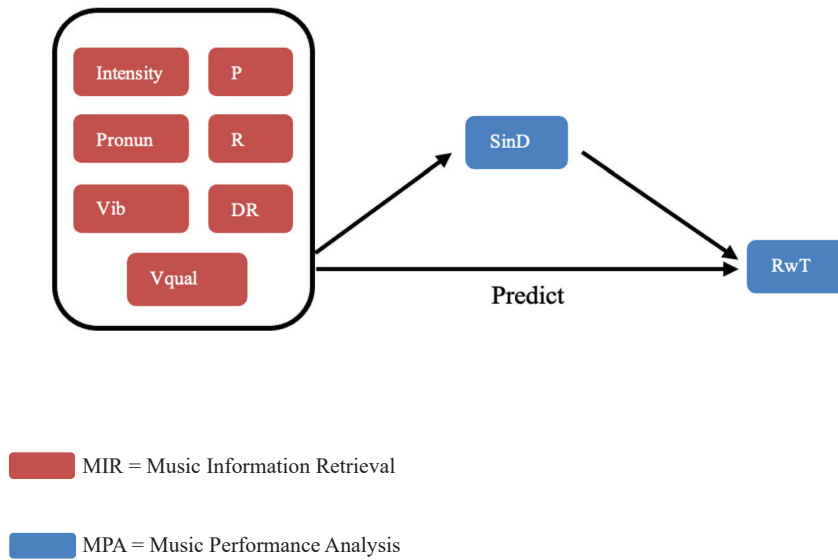 Intensity
P
Pronun
R
Vib
DR
Vqual
SinD
RwT
Predict
MIR = Music Information Retrieval
MPA = Music Performance Analysis